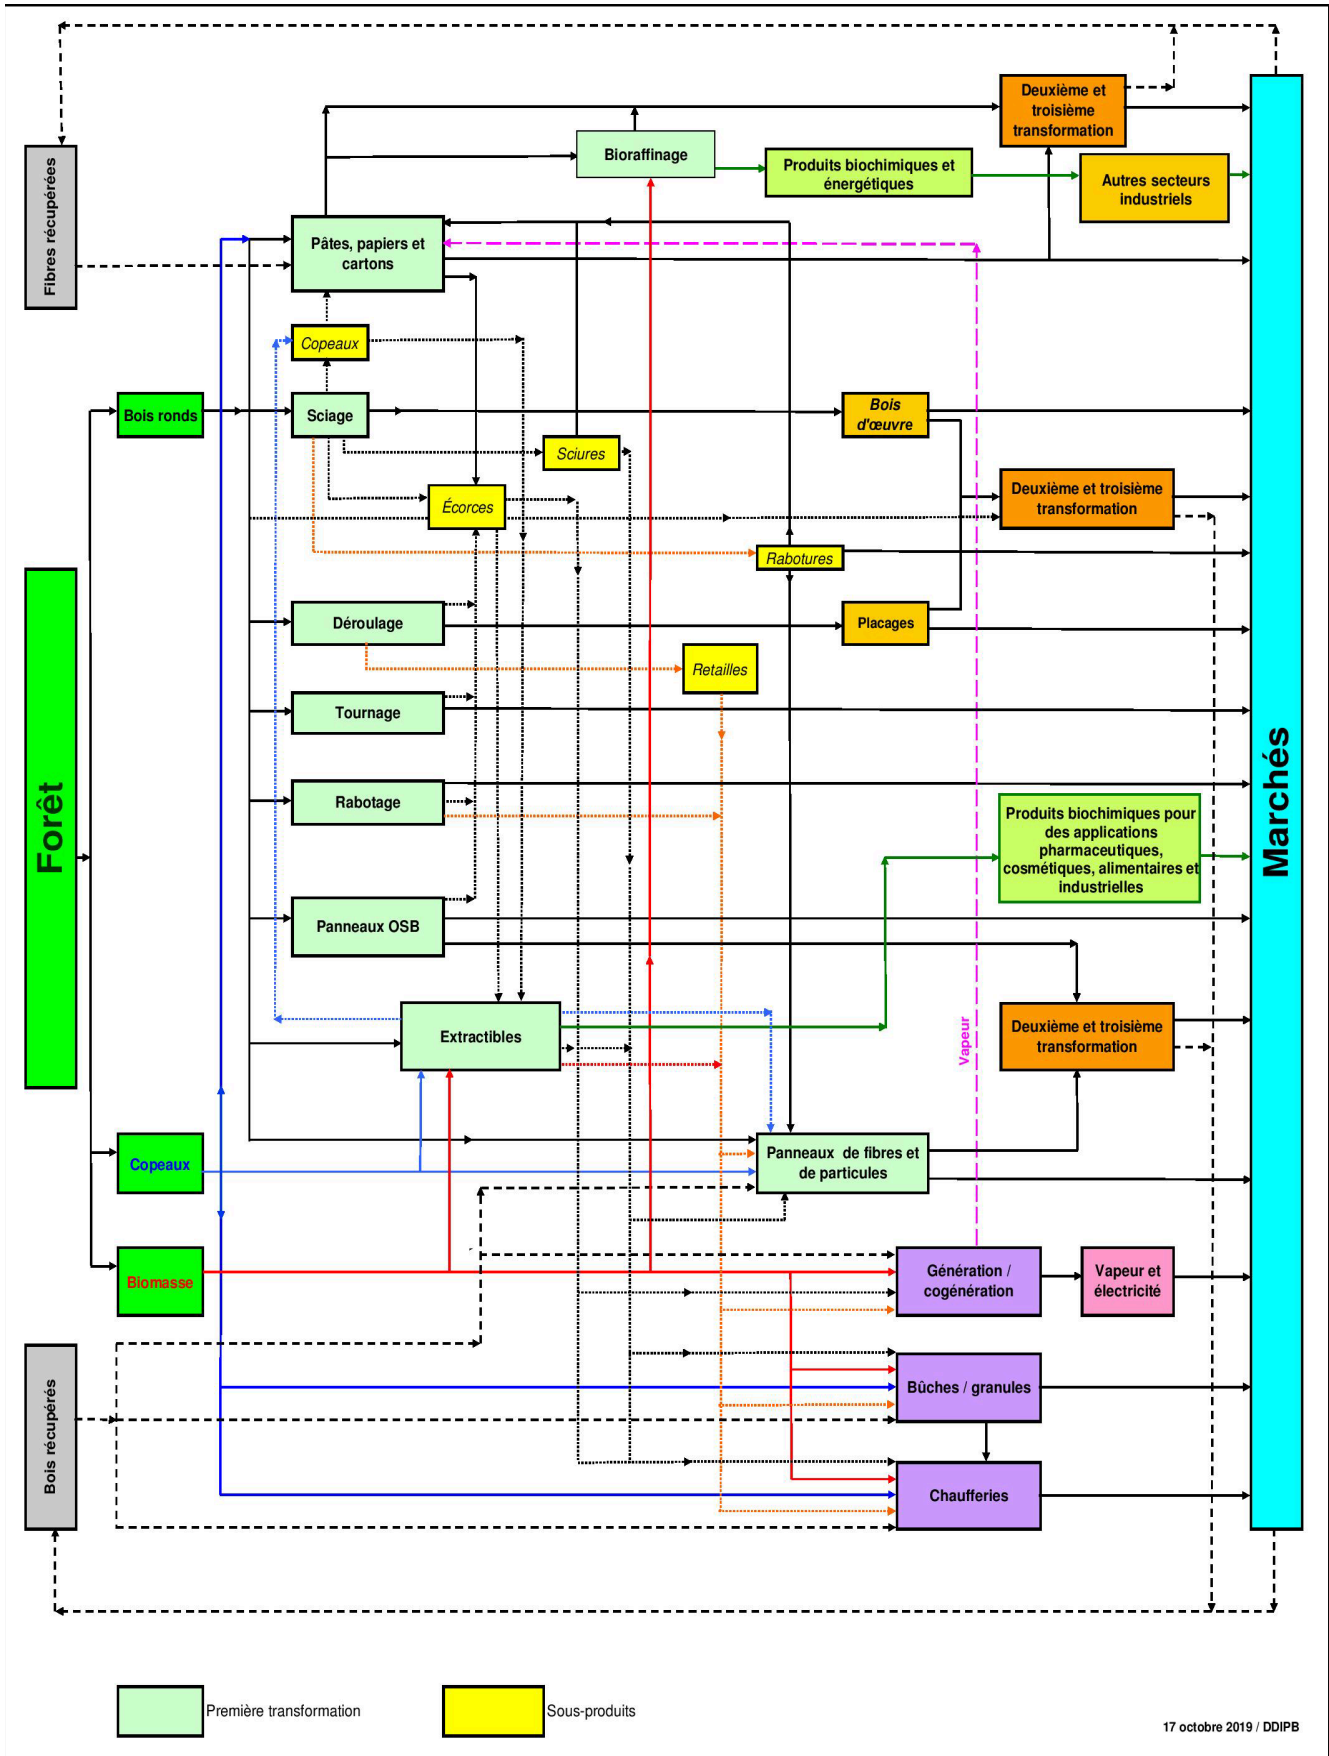 Deuxième et
troisième
transformation
Bioraffinage
Produits biochimiques et
énergétiques
Autres secteurs
industriels
Fibres récupérées
Pâtes, papiers et
cartons
Copeaux
Bois ronds
Sciage
Bois
d'œuvre
Sciures
Écorces
Deuxième et troisième
transformation
Rabotures
Déroulage
Placages
Retailles
Tournage
Rabotage
Forêt
Marchés
Produits biochimiques pour
des applications
pharmaceutiques,
cosmétiques, alimentaires et
industrielles
Panneaux OSB
Extractibles
Vapeur
Deuxième et troisième
transformation
Copeaux
Panneaux de fibres et
de particules
Biomasse
Génération /
cogénération
Vapeur et
électricité
Bois récupérés
Bûches / granules
Chaufferies
Première transformation
Sous-produits
17 octobre 2019 / DDIPB